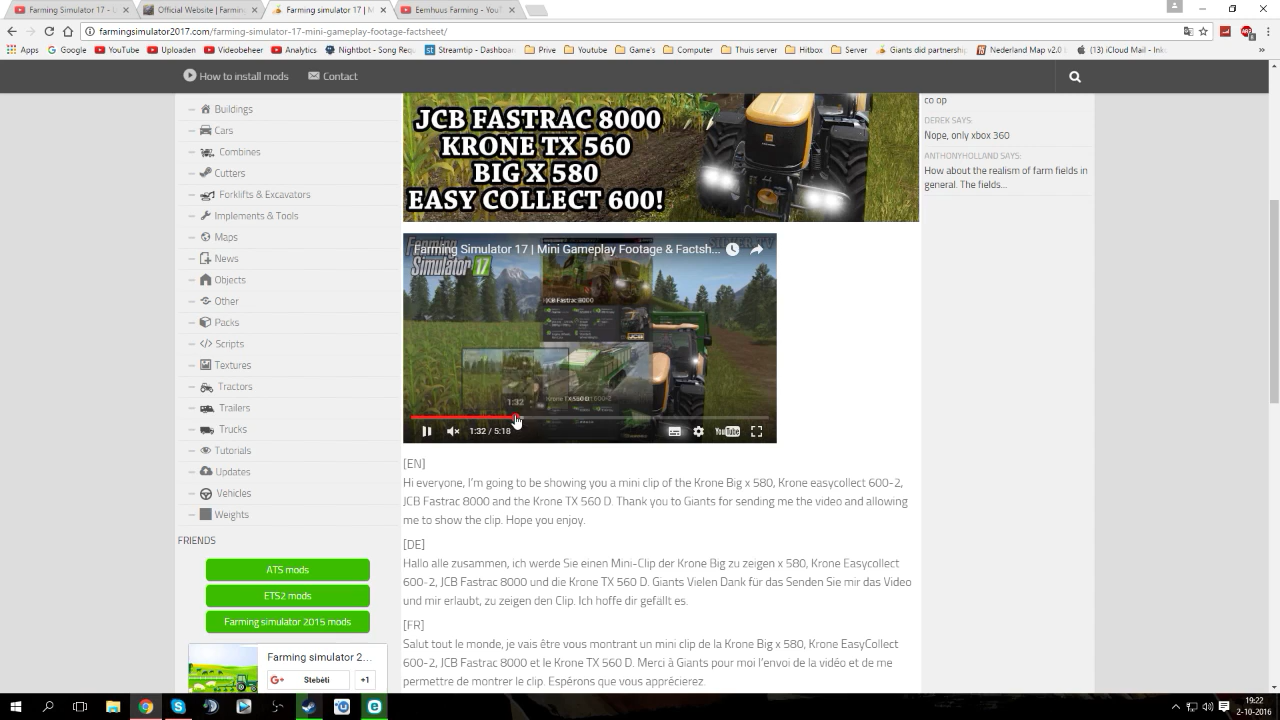 Farming Simulator 17 - U
Official Website | Farming
Farming simulator 17 | M
Eemhuus Farming - YouT
farmingsimulator2017.com/farming-simulator-17-mini-gameplay-footage-factsheet/
Apps Google YouTube Uploaden Videobeheer Analytics Nightbot - Song Requ Streamtip - Dashboar Prive Youtube Game's Computer Thuis server Hitbox Server Giants did partnership Nederland Map v2.0 (13) iCloud Mail - Ink
How to install mods Contact
Buildings
Cars
Combines
Cutters
Forklifts & Excavators
Implements & Tools
Maps
News
Objects
Other
Packs
Scripts
Textures
Tractors
Trailers
Trucks
Tutorials
Updates
Vehicles
Weights
FRIENDS
ATS mods
ETS2 mods
Farming simulator 2015 mods
Farming simulator 2...
G+ Stebėti +1
JCB FASTRAC 8000
KRONE TX 560
BIG X 580
EASY COLLECT 600!
Farming Simulator 17 | Mini Gameplay Footage & Factsh...
Simulator 17
JCB Fastrac 8000
JCB
1:32
1:32 / 5:18
YouTube
[EN]
Hi everyone, I'm going to be showing you a mini clip of the Krone Big x 580, Krone easycollect 600-2,
JCB Fastrac 8000 and the Krone TX 560 D. Thank you to Giants for sending me the video and allowing
me to show the clip. Hope you enjoy.
[DE]
Hallo alle zusammen, ich werde Sie einen Mini-Clip der Krone Big zu zeigen x 580, Krone Easycollect
600-2, JCB Fastrac 8000 und die Krone TX 560 D. Giants Vielen Dank für das Senden Sie mir das Video
und mir erlaubt, zu zeigen den Clip. Ich hoffe dir gefällt es.
[FR]
Salut tout le monde, je vais être vous montrant un mini clip de la Krone Big x 580, Krone EasyCollect
600-2, JCB Fastrac 8000 et le Krone TX 560 D. Merci à Giants pour moi l'envoi de la vidéo et de me
permettre de montrer le clip. Espérons que vous apprécierez.
co op
DEREK SAYS:
Nope, only xbox 360
ANTHONYHOLLAND SAYS:
How about the realism of farm fields in
general. The fields...
19:22
2-10-2016